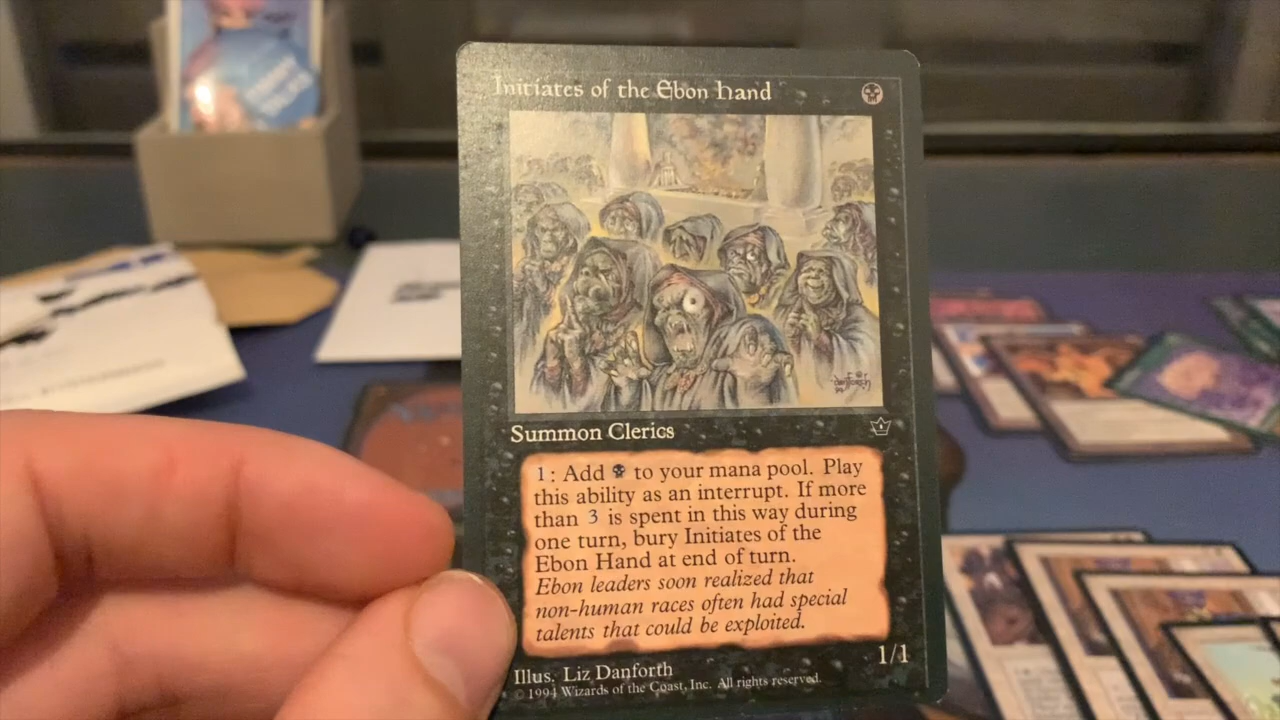 Initiates of the Ebon Hand
danforth
Summon Clerics
1: Add to your mana pool. Play
this ability as an interrupt. If more
than 3 is spent in this way during
one turn, bury Initiates of the
Ebon Hand at end of turn.
Ebon leaders soon realized that
non-human races often had special
talents that could be exploited.
1/1
Illus. Liz Danforth
© 1994 Wizards of the Coast, Inc. All rights reserved.